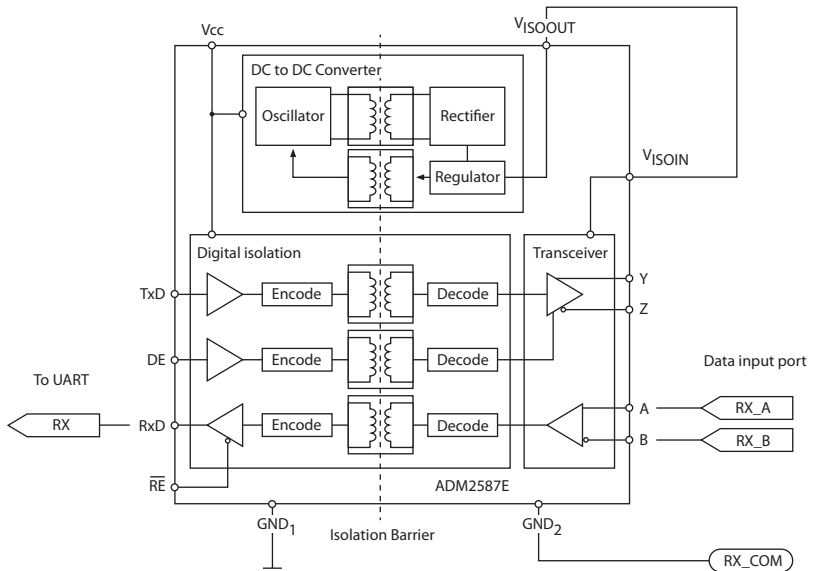 Vcc
VISOOUT
DC to DC Converter
Oscillator
Rectifier
Regulator
VISOIN
Digital isolation
Transceiver
TxD
Encode
Decode
Y
Z
DE
Encode
Decode
To UART
Data input port
RX
RxD
Encode
Decode
A
RX_A
B
RX_B
RE
ADM2587E
GND1
Isolation Barrier
GND2
RX_COM